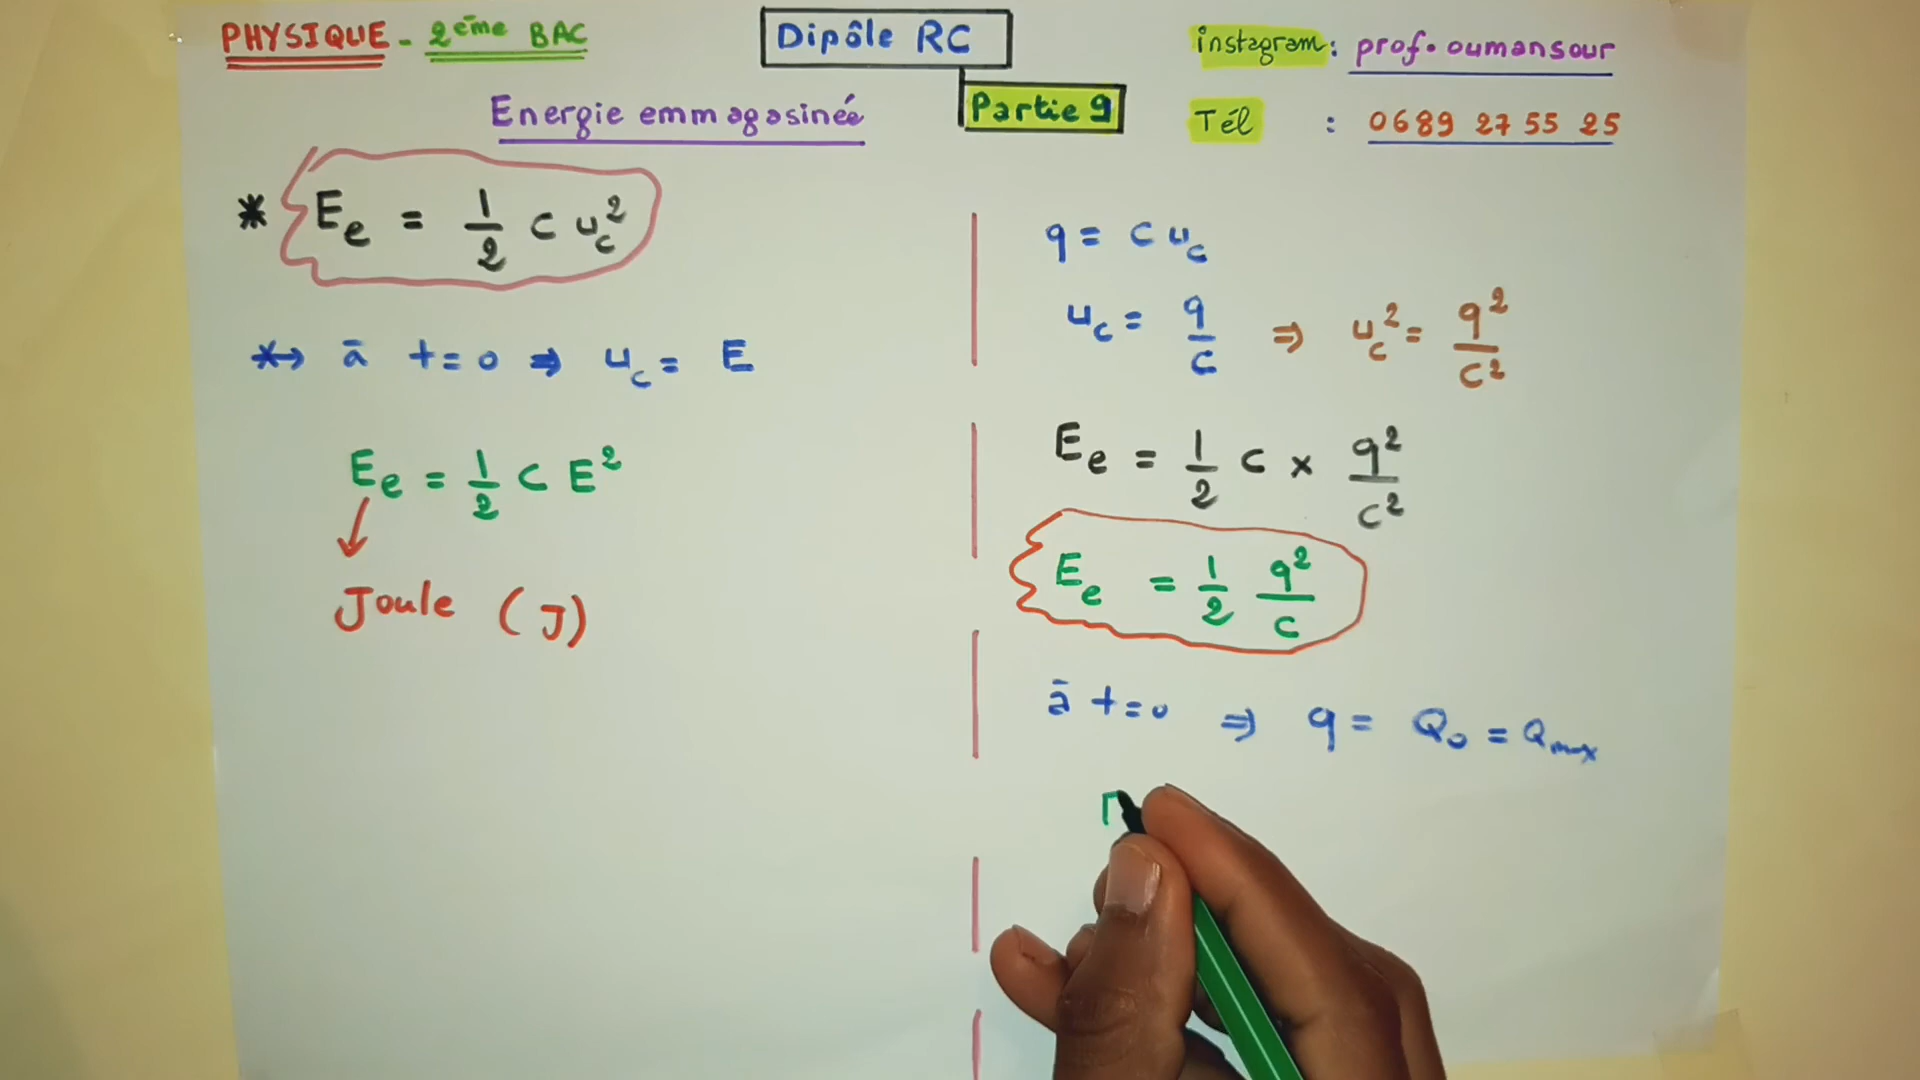 PHYSIQUE - 2ème BAC
Dipôle RC
Partie 9
instagram : prof.oumansour
Tél : 0689 27 55 25
Energie emmagasinéé
* Ee = 1/2 C uc²
*→ à t=0 ⇒ uc = E
Ee = 1/2 C E²
Joule (J)
q = C uc
uc = q/C ⇒ uc² = q²/C²
Ee = 1/2 C × q²/C²
Ee = 1/2 q²/C
à t=0 ⇒ q = Q0 = Qmax